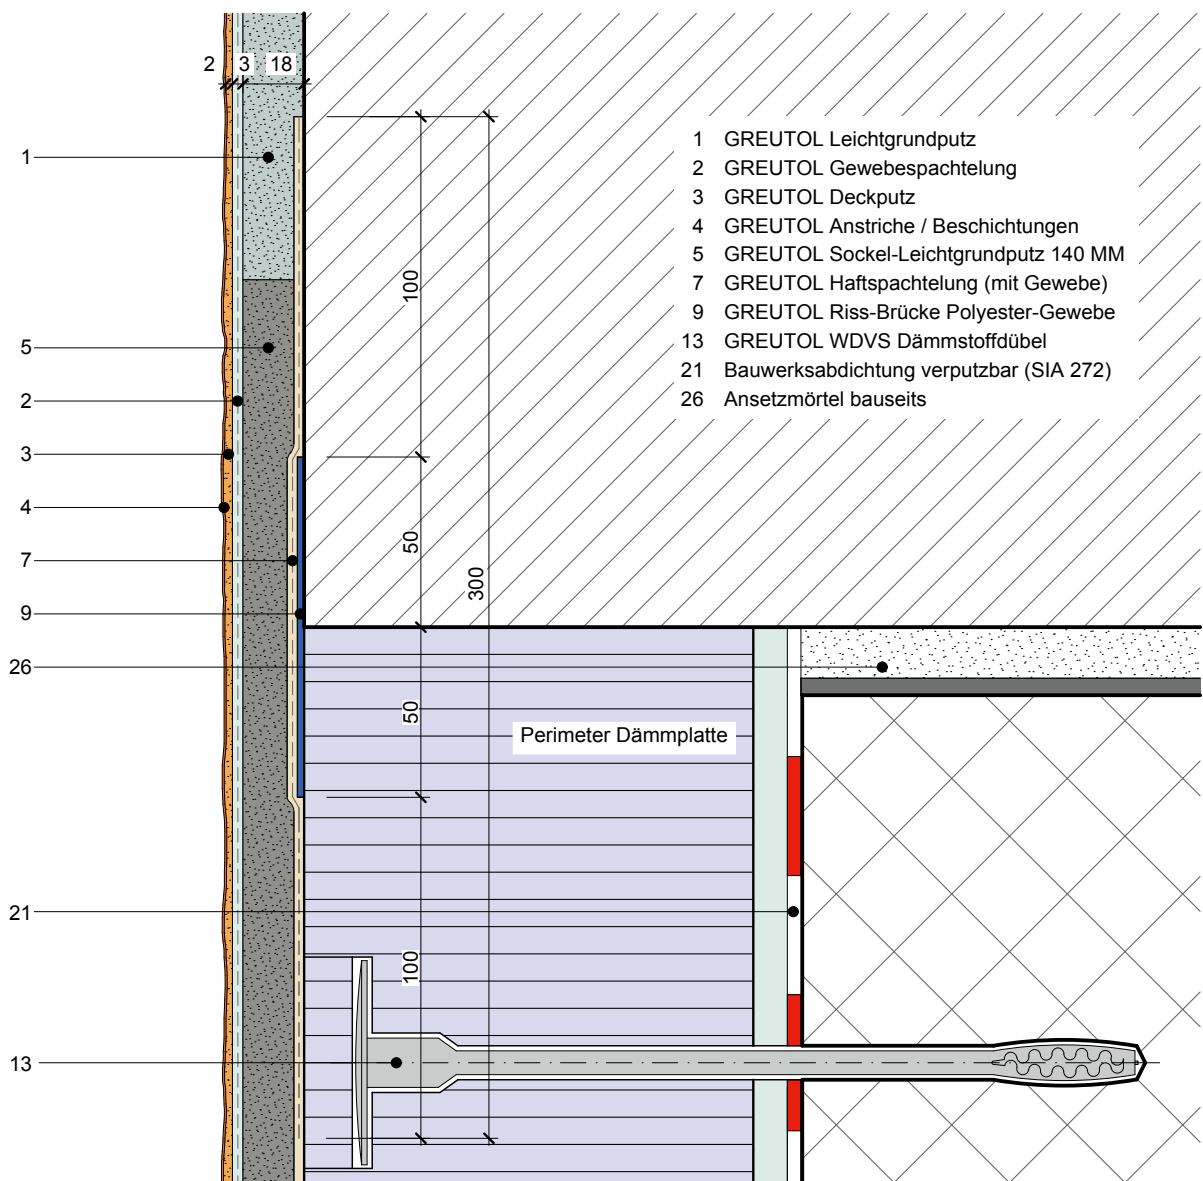 2 3 18
1 GREUTOL Leichtgrundputz
2 GREUTOL Gewebespachtelung
3 GREUTOL Deckputz
4 GREUTOL Anstriche / Beschichtungen
5 GREUTOL Sockel-Leichtgrundputz 140 MM
7 GREUTOL Haftspachtelung (mit Gewebe)
9 GREUTOL Riss-Brücke Polyester-Gewebe
13 GREUTOL WDVS Dämmstoffdübel
21 Bauwerksabdichtung verputzbar (SIA 272)
26 Ansetzmörtel bauseits
1
5
2
3
4
7
9
26
21
13
100
50
300
50
100
Perimeter Dämmplatte